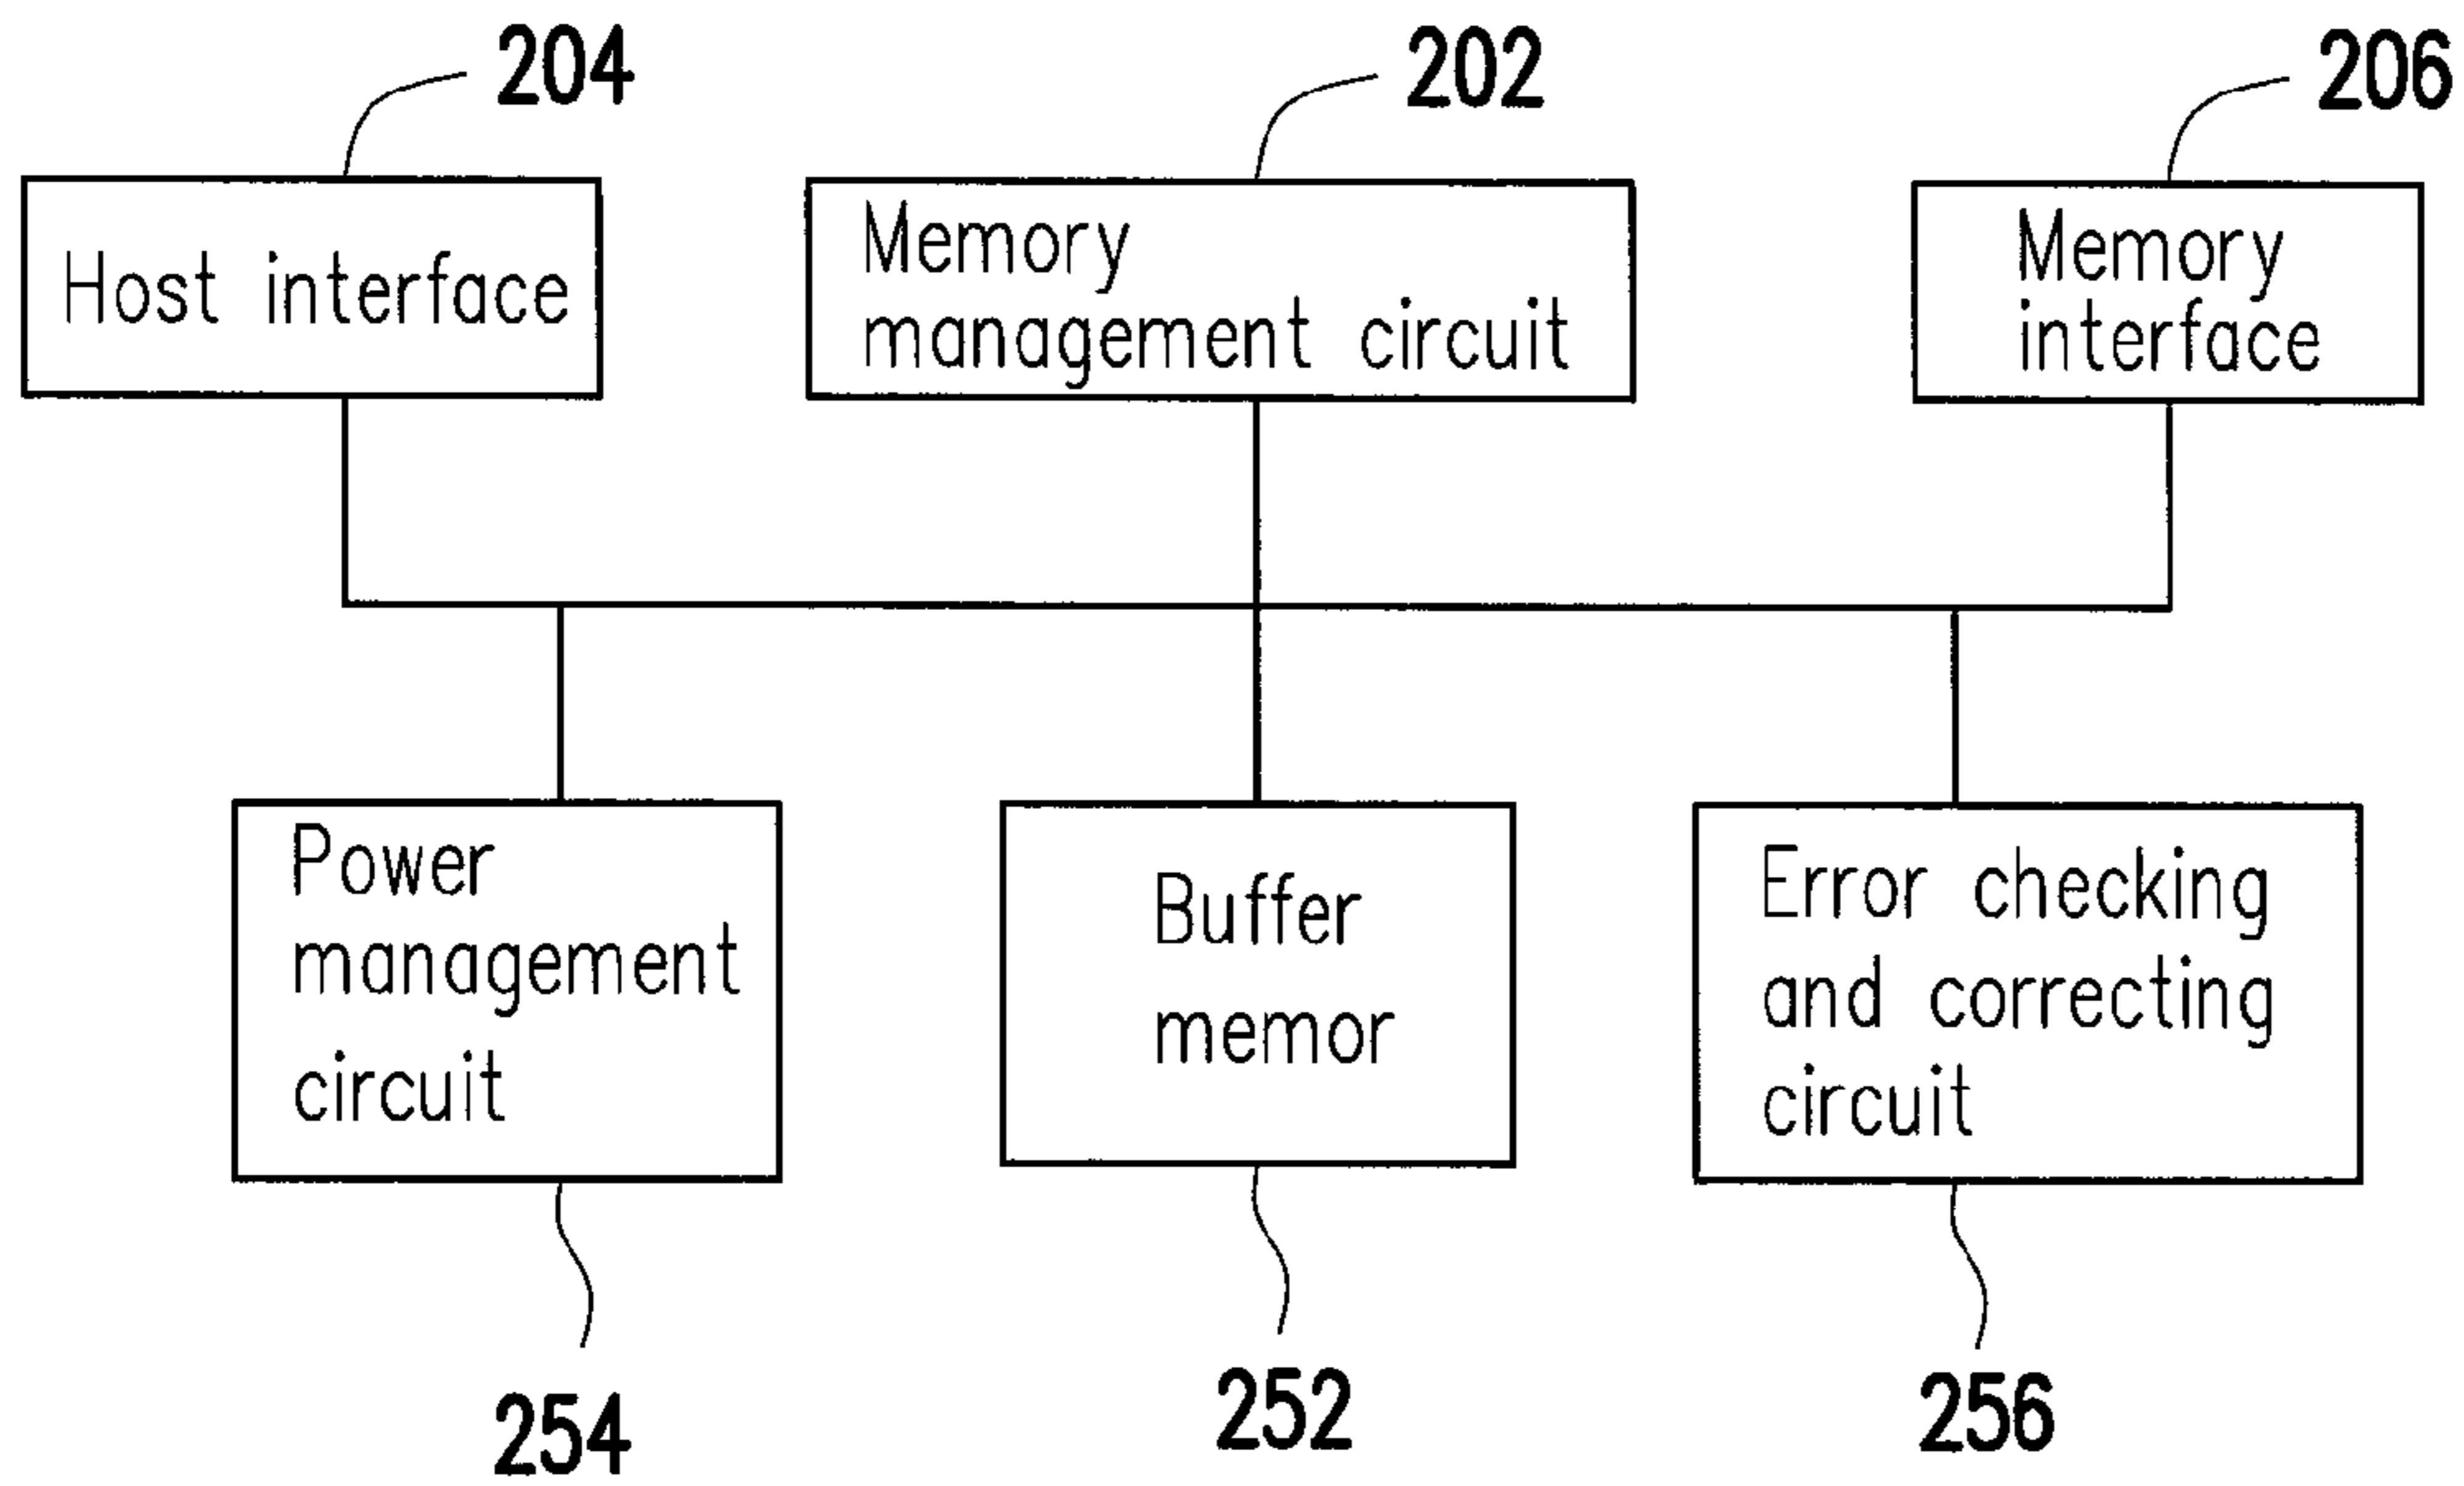 204
202
206
Host interface
Memory
management circuit
Memory
interface
Power
management
circuit
Buffer
memor
Error checking
and correcting
circuit
254
252
256